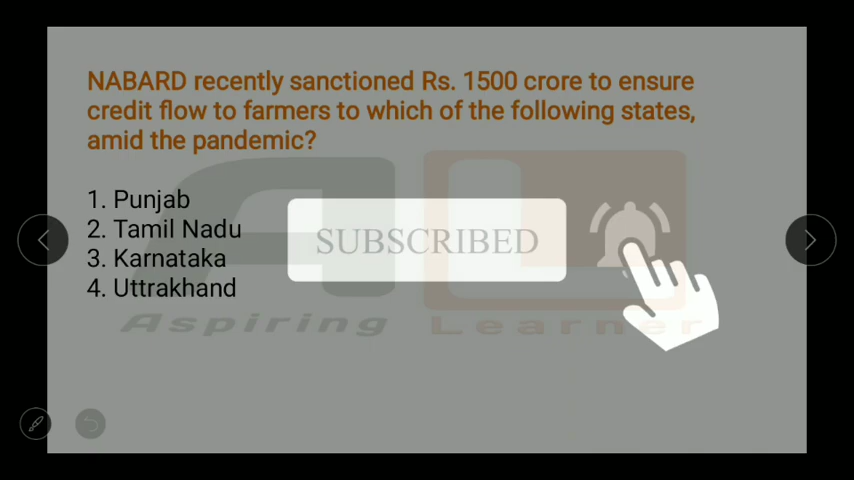 NABARD recently sanctioned Rs. 1500 crore to ensure
credit flow to farmers to which of the following states,
amid the pandemic?
1. Punjab
2. Tamil Nadu
3. Karnataka
4. Uttrakhand
SUBSCRIBED
AL
Aspiring Learner